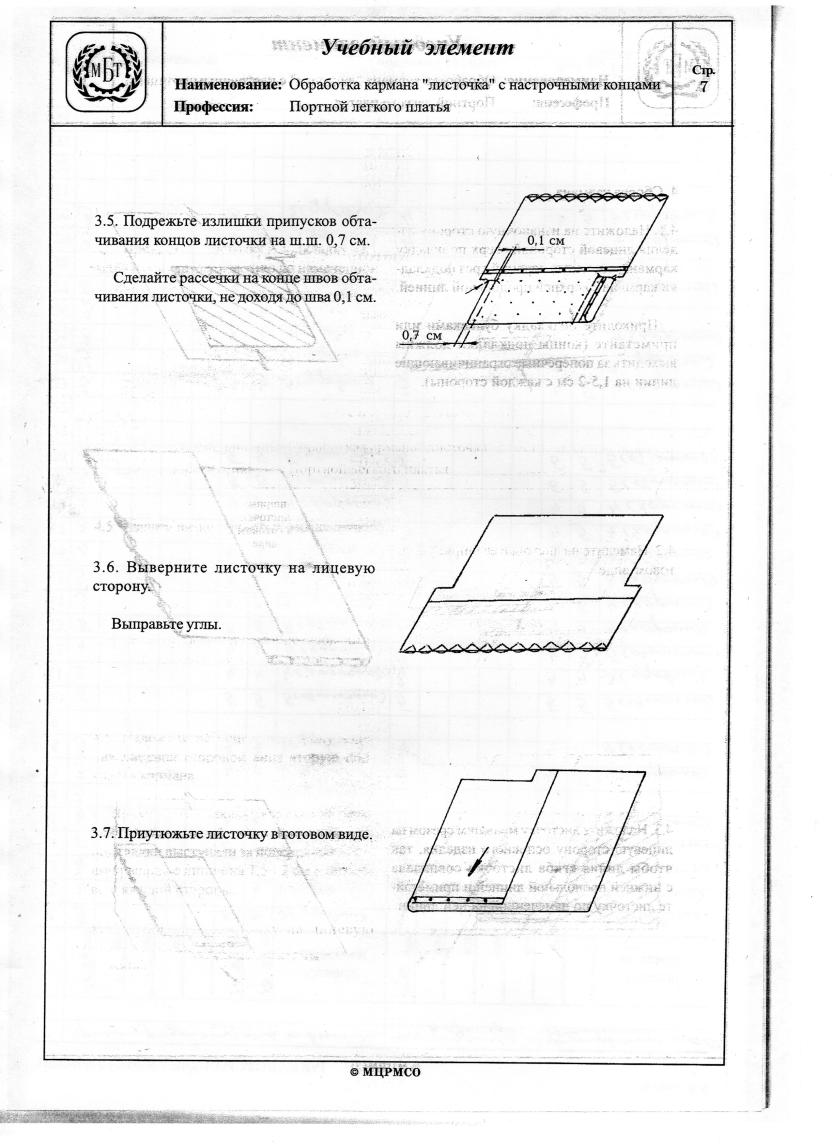 Учебный элемент
МБТ
Стр.
7
Наименование: Обработка кармана "листочка" с настрочными концами
Профессия: Портной легкого платья
3.5. Подрежьте излишки припусков обта-
чивания концов листочки на ш.ш. 0,7 см.
Сделайте рассечки на конце швов обта-
чивания листочки, не доходя до шва 0,1 см.
0,1 см
0,7 см
3.6. Выверните листочку на лицевую
сторону.
Выправьте углы.
3.7. Приутюжьте листочку в готовом виде.
© МЦРМСО